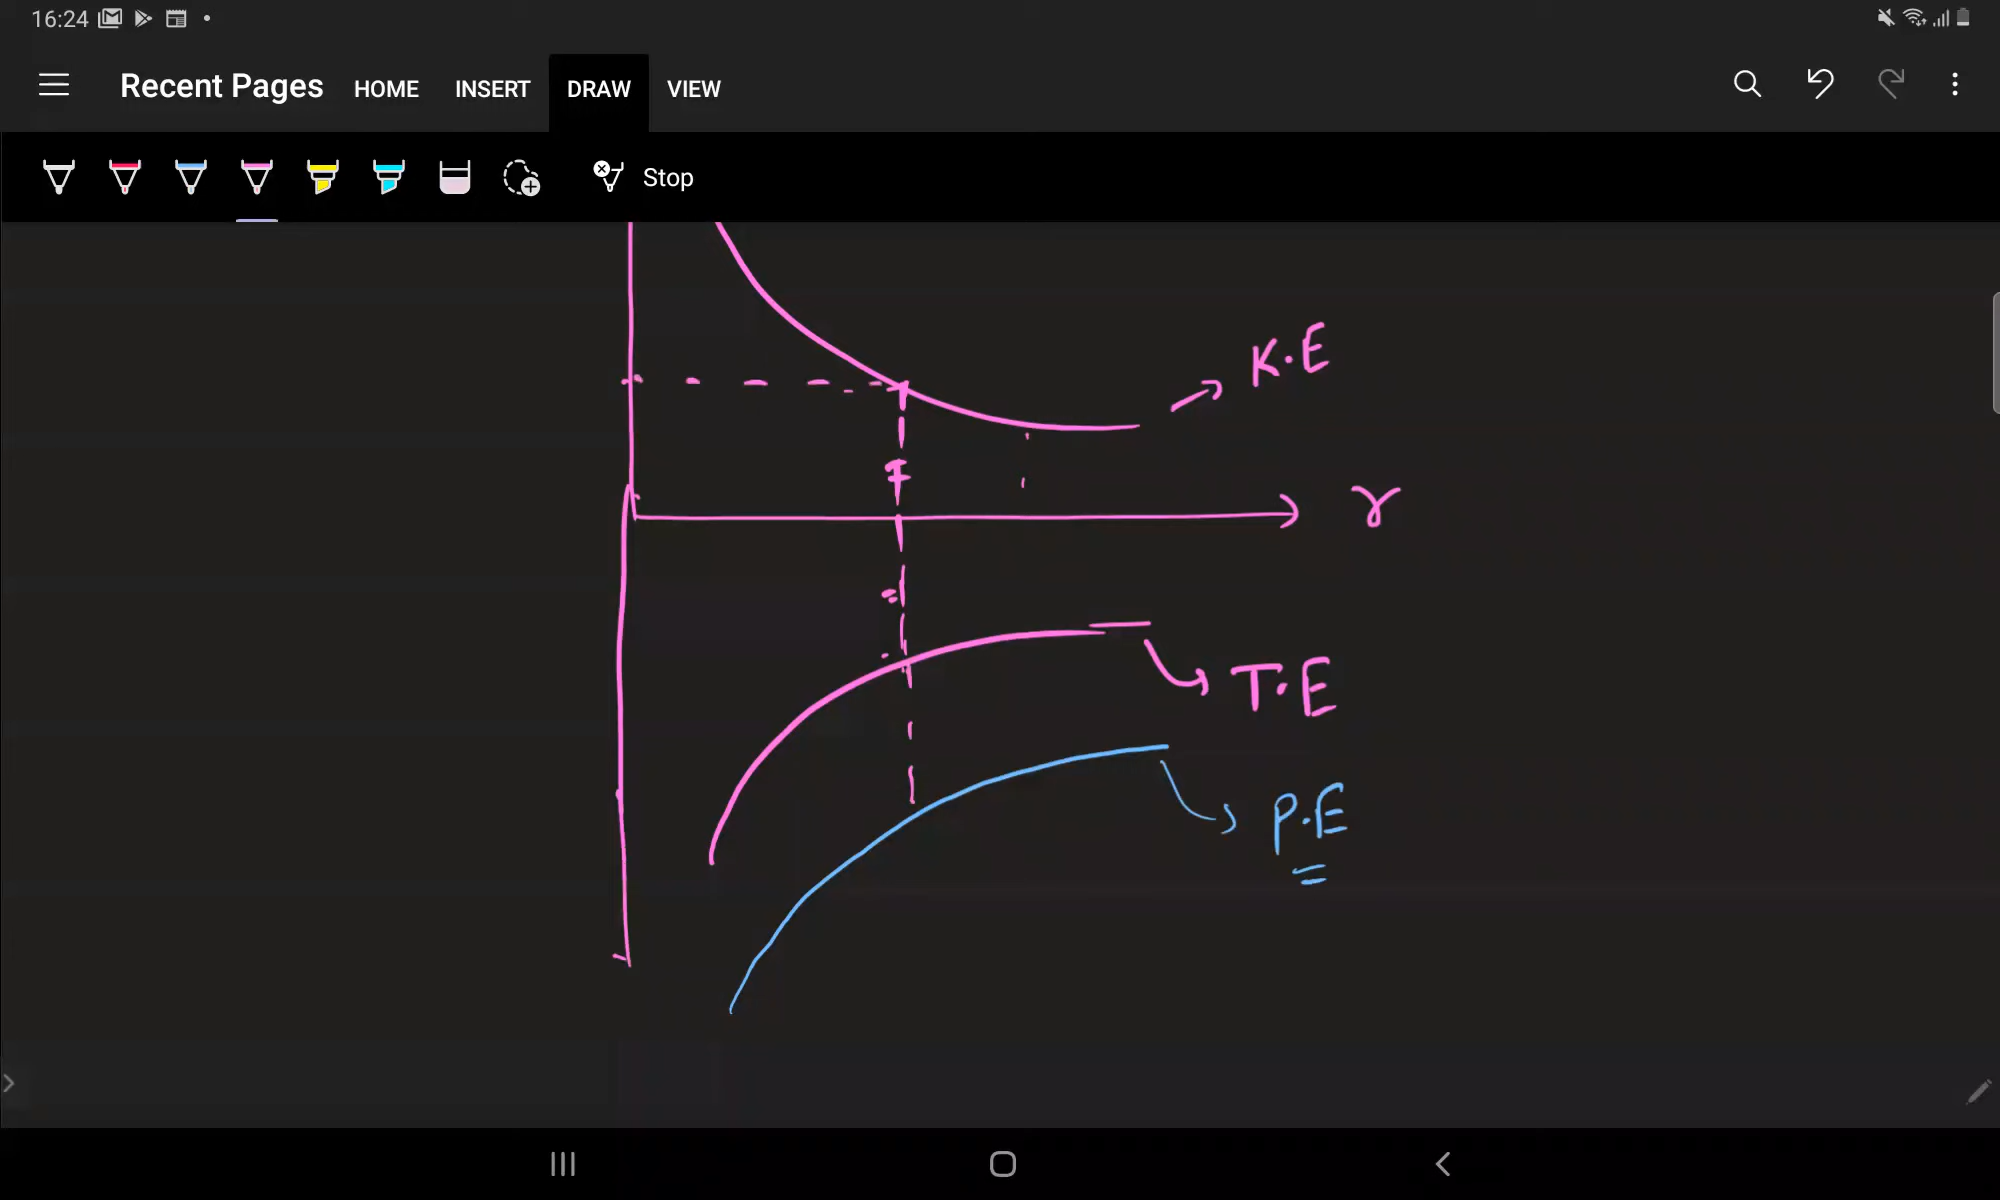 16:24
Recent Pages HOME INSERT DRAW VIEW
Stop
K.E
r
T.E
P.E